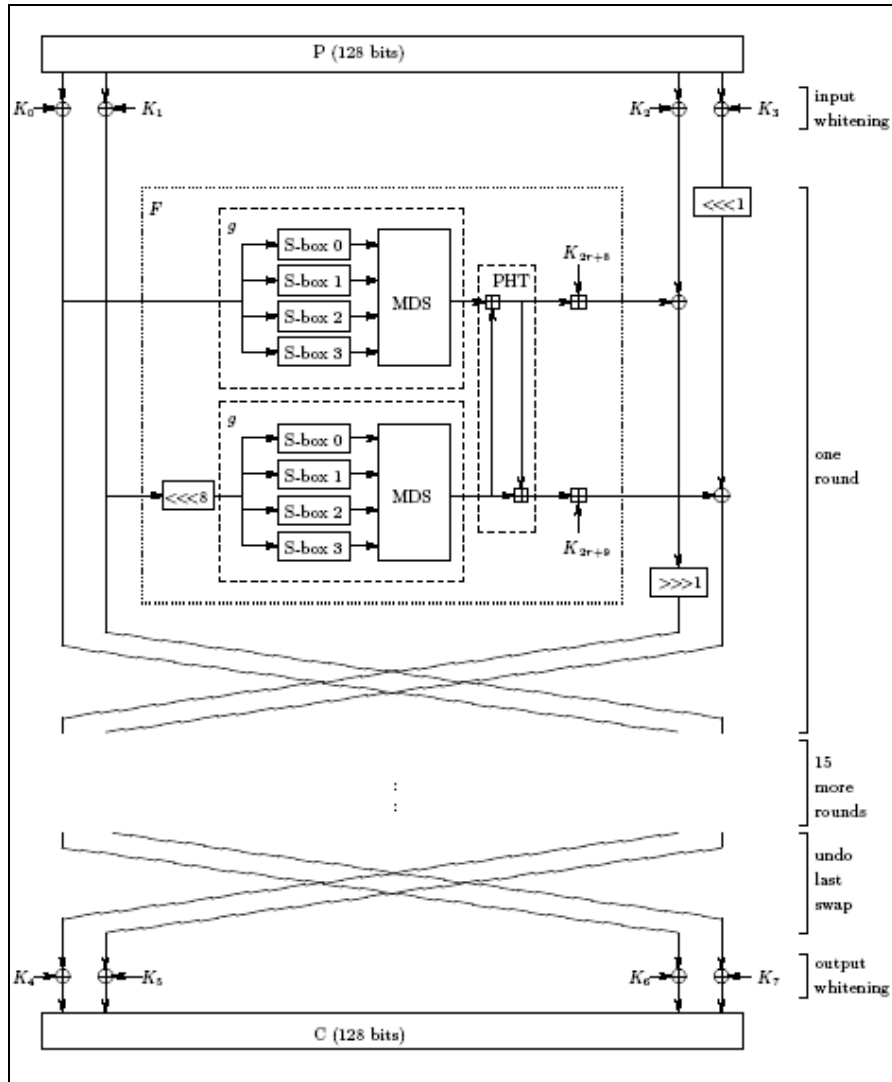 P (128 bits)
K₀ K₁ K₂ K₃
input
whitening
<<<1
F
g
S-box 0
S-box 1
S-box 2
S-box 3
MDS
PHT
K₂ᵣ₊₈
g
S-box 0
S-box 1
S-box 2
S-box 3
MDS
<<<8
K₂ᵣ₊₉
>>>1
one
round
:
:
15
more
rounds
undo
last
swap
K₄ K₅ K₆ K₇
output
whitening
C (128 bits)